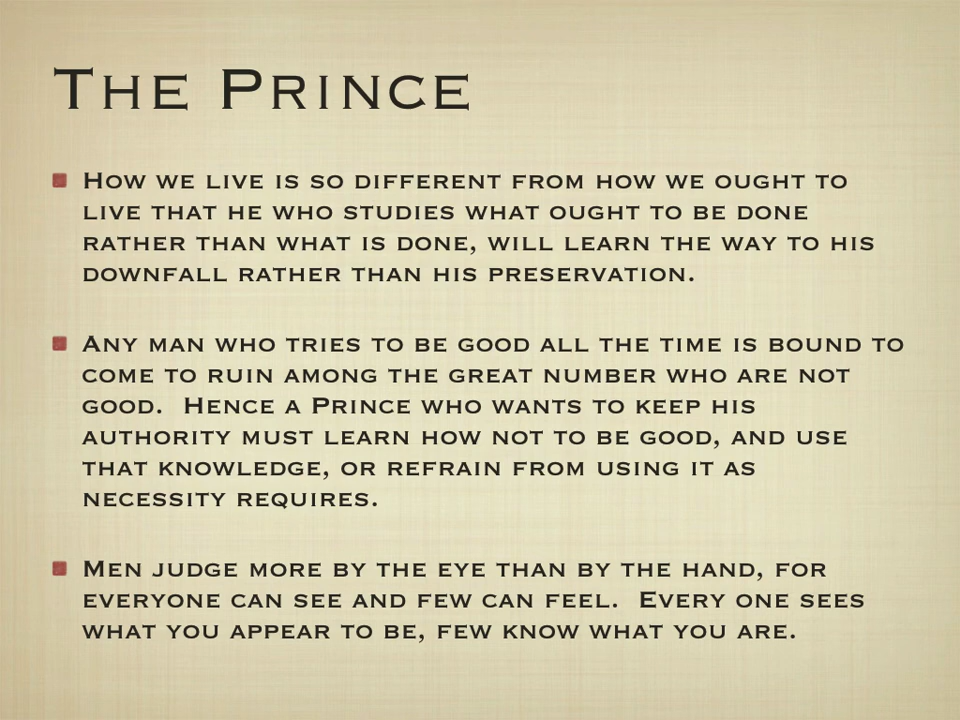 The Prince
How we live is so different from how we ought to
live that he who studies what ought to be done
rather than what is done, will learn the way to his
downfall rather than his preservation.
Any man who tries to be good all the time is bound to
come to ruin among the great number who are not
good.  Hence a Prince who wants to keep his
authority must learn how not to be good, and use
that knowledge, or refrain from using it as
necessity requires.
Men judge more by the eye than by the hand, for
everyone can see and few can feel.  Every one sees
what you appear to be, few know what you are.